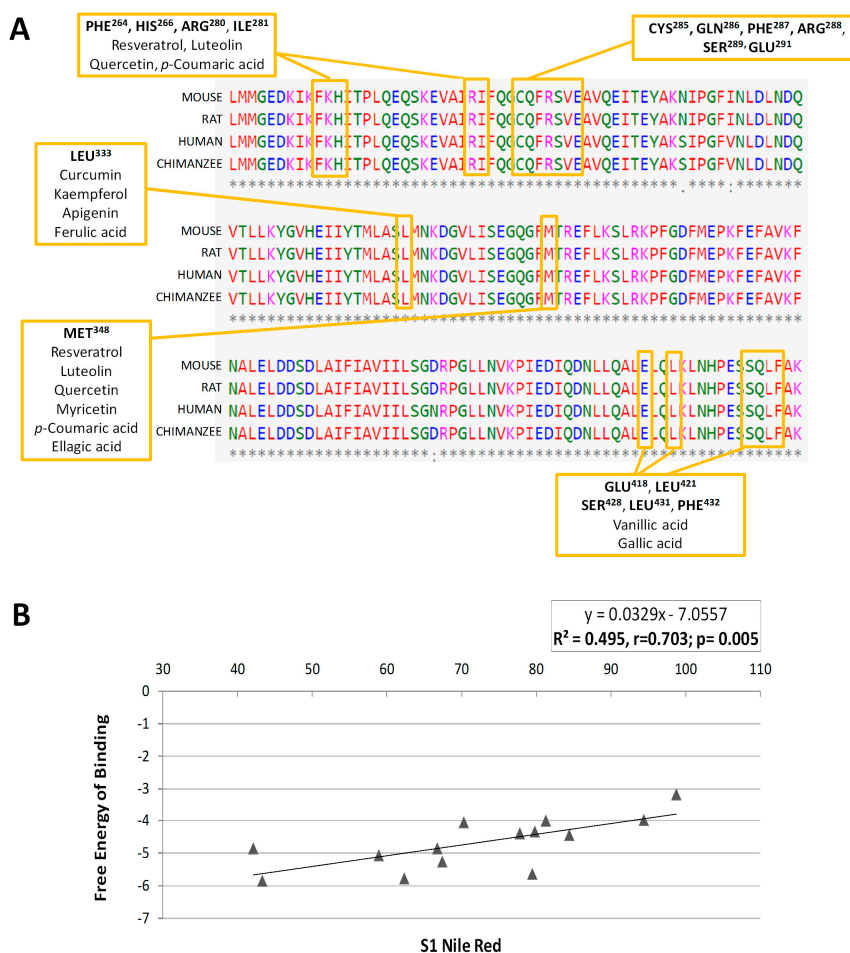 A
PHE264, HIS266, ARG280, ILE281
Resveratrol, Luteolin
Quercetin, p-Coumaric acid
CYS285, GLN286, PHE287, ARG288,
SER289, GLU291
MOUSE LMMGEDKIKFKHITPLQEQSKEVAIRIFQGCQFRSVEAVQEITEYAKNIPGFINLDLNDQ
RAT LMMGEDKIKFKHITPLQEQSKEVAIRIFQGCQFRSVEAVQEITEYAKNIPGFINLDLNDQ
HUMAN LMMGEDKIKFKHITPLQEQSKEVAIRIFQGCQFRSVEAVQEITEYAKSIPGFVNLDLNDQ
CHIMANZEE LMMGEDKIKFKHITPLQEQSKEVAIRIFQGCQFRSVEAVQEITEYAKSIPGFVNLDLNDQ
***********************************************.****:*******
LEU333
Curcumin
Kaempferol
Apigenin
Ferulic acid
MOUSE VTLLKYGVHEIIYTMLASLMNKDGVLISEGQGFMTREFLKSLRKPFGDFMEPKFEFAVKF
RAT VTLLKYGVHEIIYTMLASLMNKDGVLISEGQGFMTREFLKSLRKPFGDFMEPKFEFAVKF
HUMAN VTLLKYGVHEIIYTMLASLMNKDGVLISEGQGFMTREFLKSLRKPFGDFMEPKFEFAVKF
CHIMANZEE VTLLKYGVHEIIYTMLASLMNKDGVLISEGQGFMTREFLKSLRKPFGDFMEPKFEFAVKF
************************************************************
MET348
Resveratrol
Luteolin
Quercetin
Myricetin
p-Coumaric acid
Ellagic acid
MOUSE NALELDDSDLAIFIAVIILSGDRPGLLNVKPIEDIQDNLLQALELQLKLNHPESSQLFAK
RAT NALELDDSDLAIFIAVIILSGDRPGLLNVKPIEDIQDNLLQALELQLKLNHPESSQLFAK
HUMAN NALELDDSDLAIFIAVIILSGNRPGLLNVKPIEDIQDNLLQALELQLKLNHPESSQLFAK
CHIMANZEE NALELDDSDLAIFIAVIILSGDRPGLLNVKPIEDIQDNLLQALELQLKLNHPESSQLFAK
*********************:**************************************
GLU418, LEU421
SER428, LEU431, PHE432
Vanillic acid
Gallic acid
B
y = 0.0329x - 7.0557
R² = 0.495, r=0.703; p= 0.005
30 40 50 60 70 80 90 100 110
0
-1
-2
-3
-4
-5
-6
-7
Free Energy of Binding
S1 Nile Red